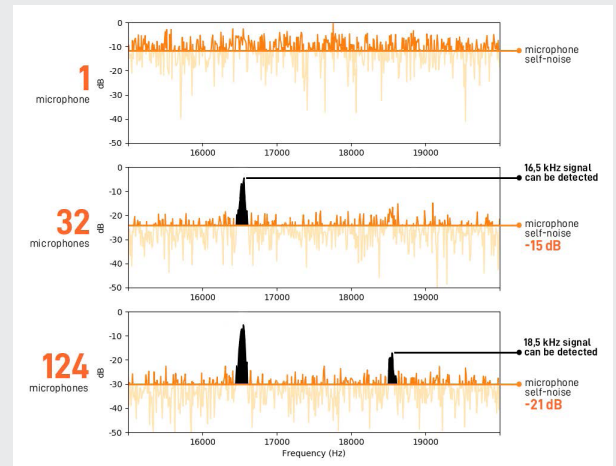 1
microphone
0
-10
-20
-30
-40
-50
dB
16000 17000 18000 19000
microphone
self-noise
32
microphones
0
-10
-20
-30
-40
-50
dB
16000 17000 18000 19000
16,5 kHz signal
can be detected
microphone
self-noise
-15 dB
124
microphones
0
-10
-20
-30
-40
-50
dB
16000 17000 18000 19000
Frequency (Hz)
18,5 kHz signal
can be detected
microphone
self-noise
-21 dB